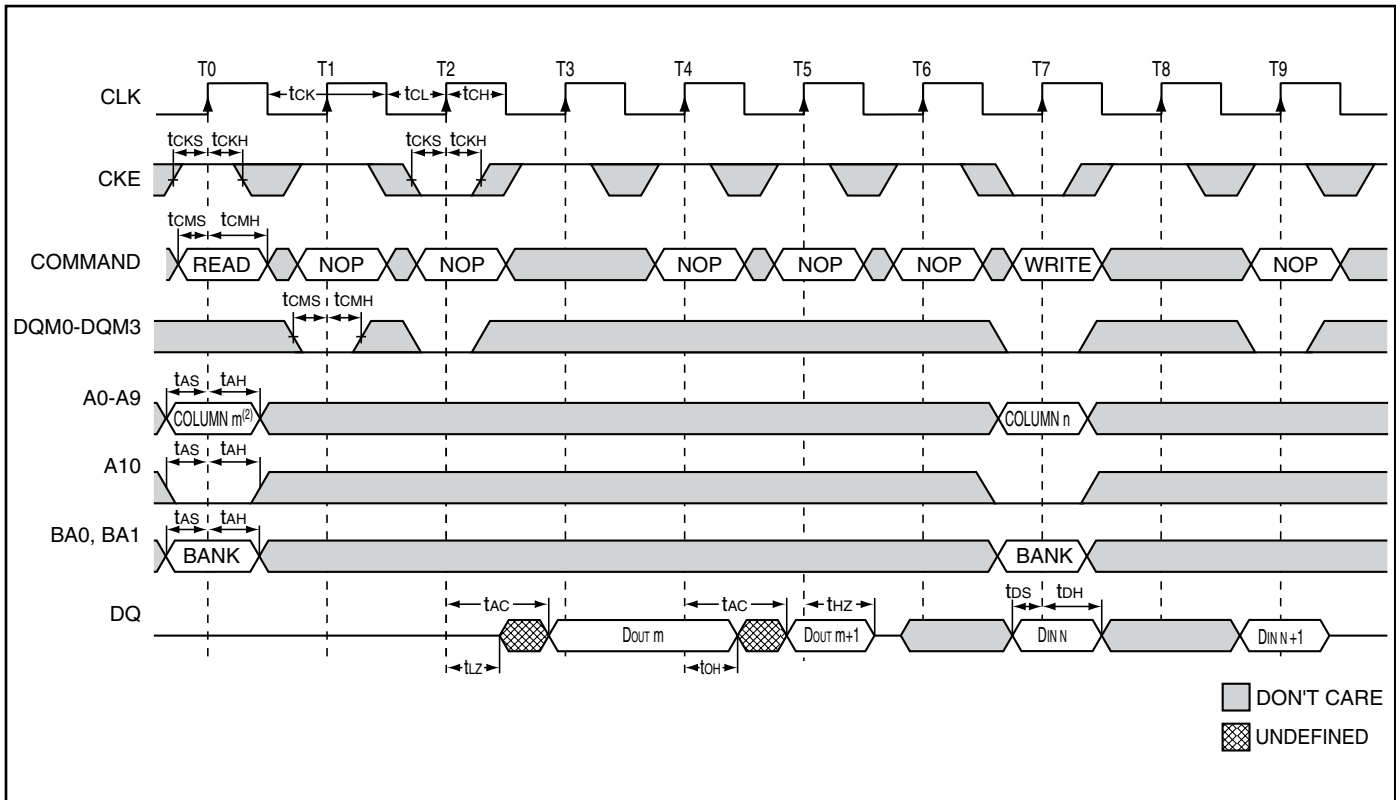 T0 T1 T2 T3 T4 T5 T6 T7 T8 T9
CLK tCK tCL tCH
tCKS tCKH tCKS tCKH
CKE
tCMS tCMH
COMMAND READ NOP NOP NOP NOP NOP WRITE NOP
tCMS tCMH
DQM0-DQM3
tAS tAH
A0-A9 COLUMN m(2) COLUMN n
tAS tAH
A10
tAS tAH
BA0, BA1 BANK BANK
tAC tAC tHZ tDS tDH
DQ DOUT m DOUT m+1 DIN N DIN N+1
tLZ tOH
DON'T CARE
UNDEFINED